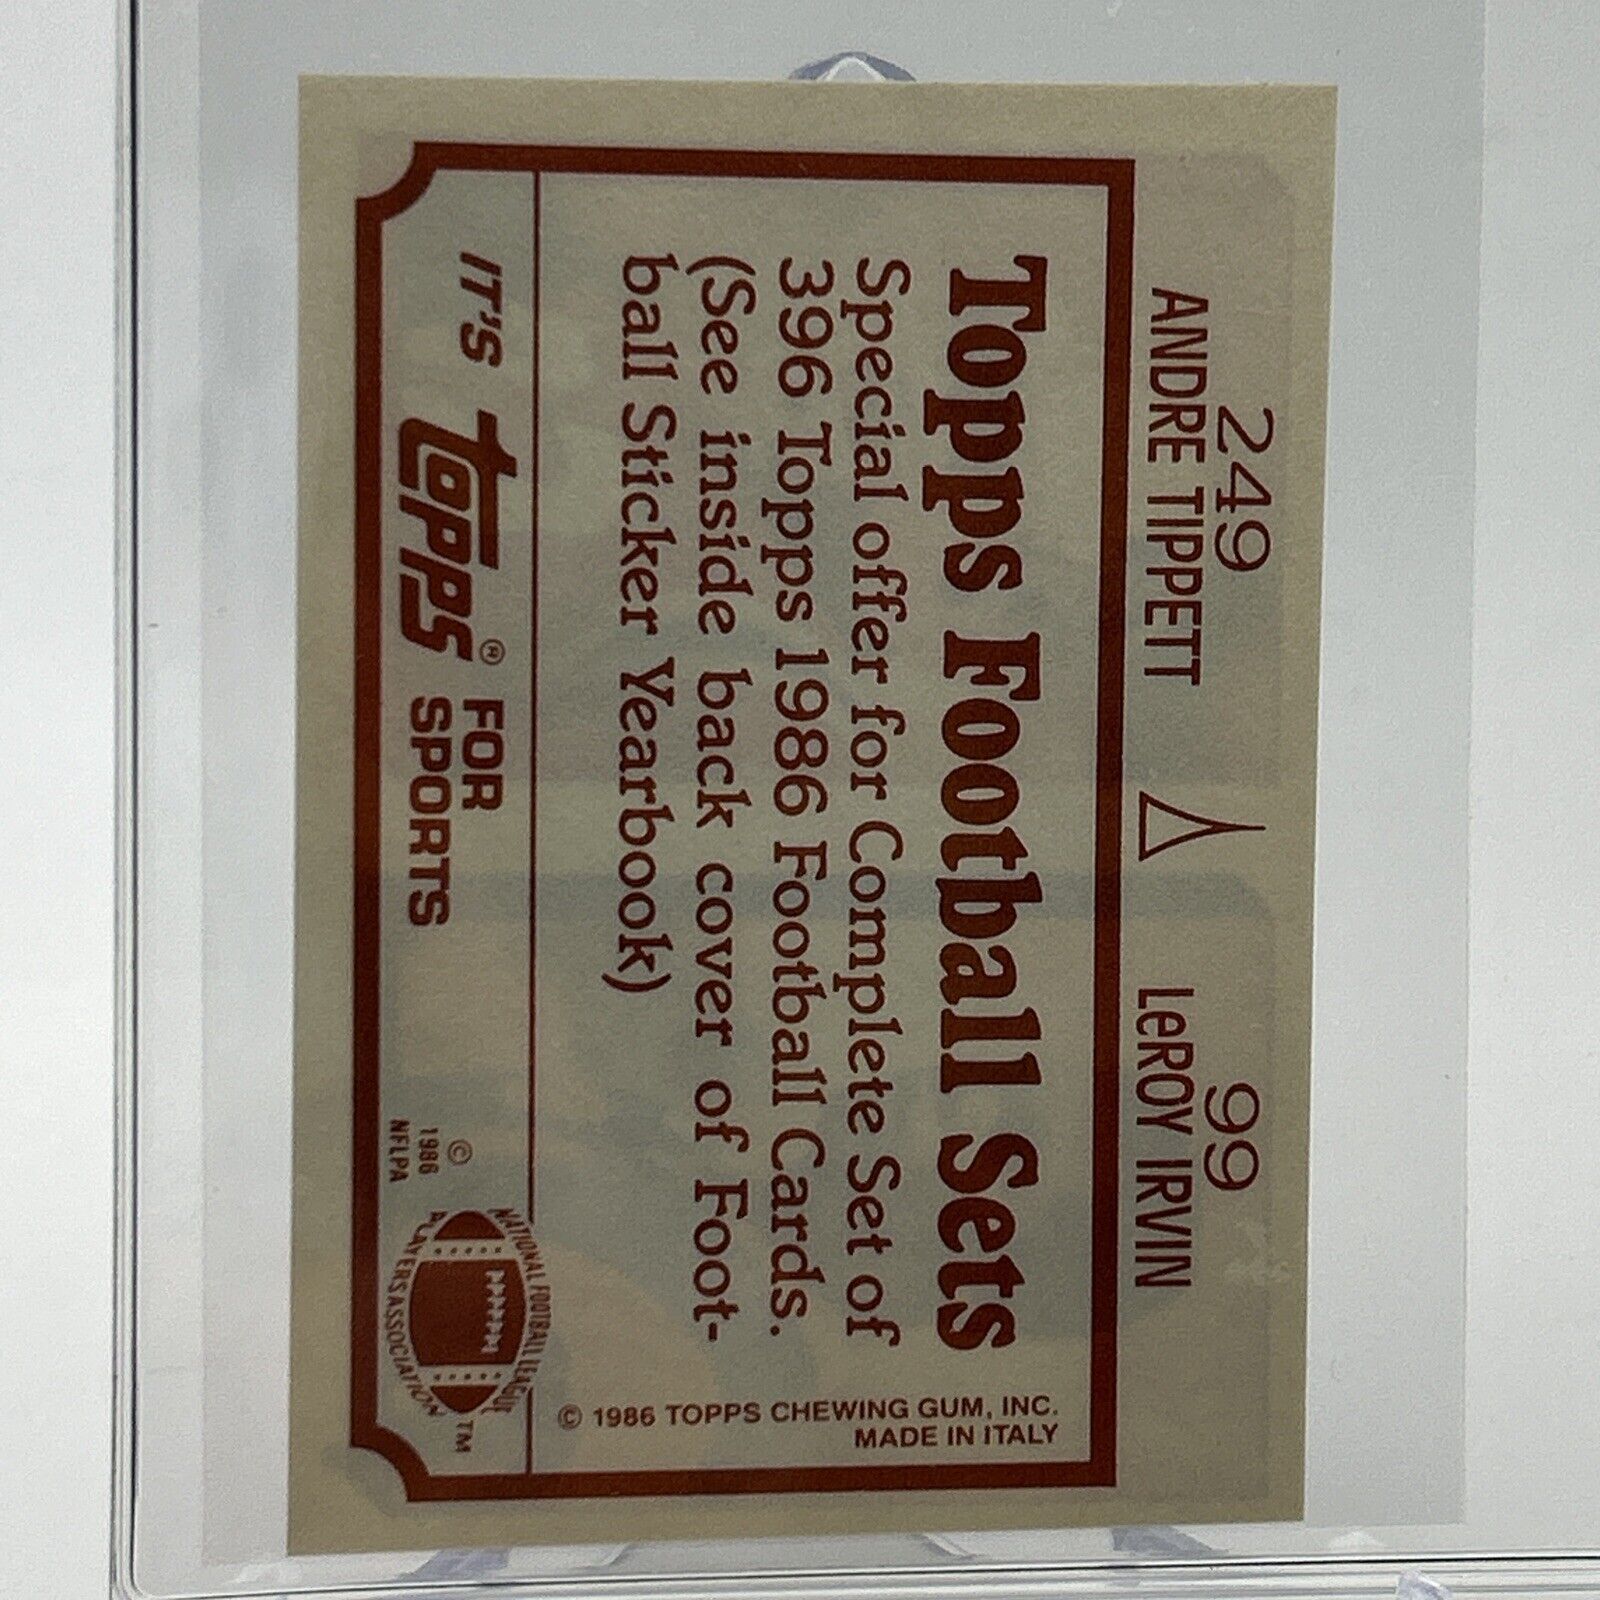 249
ANDRE TIPPETT
99
LeROY IRVIN
Topps Football Sets
Special offer for Complete Set of
396 Topps 1986 Football Cards.
(See inside back cover of Foot-
ball Sticker Yearbook)
© 1986 TOPPS CHEWING GUM, INC.
MADE IN ITALY
IT'S TOPPS® FOR
SPORTS
© 1986
NFLPA
NATIONAL FOOTBALL LEAGUE
PLAYERS ASSOCIATION
TM